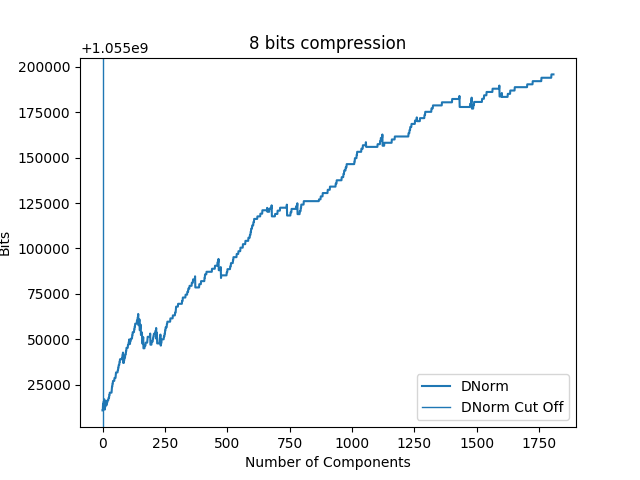 8 bits compression
+1.055e9
200000
175000
150000
125000
100000
75000
50000
25000
Bits
0
250
500
750
1000
1250
1500
1750
Number of Components
DNorm
DNorm Cut Off